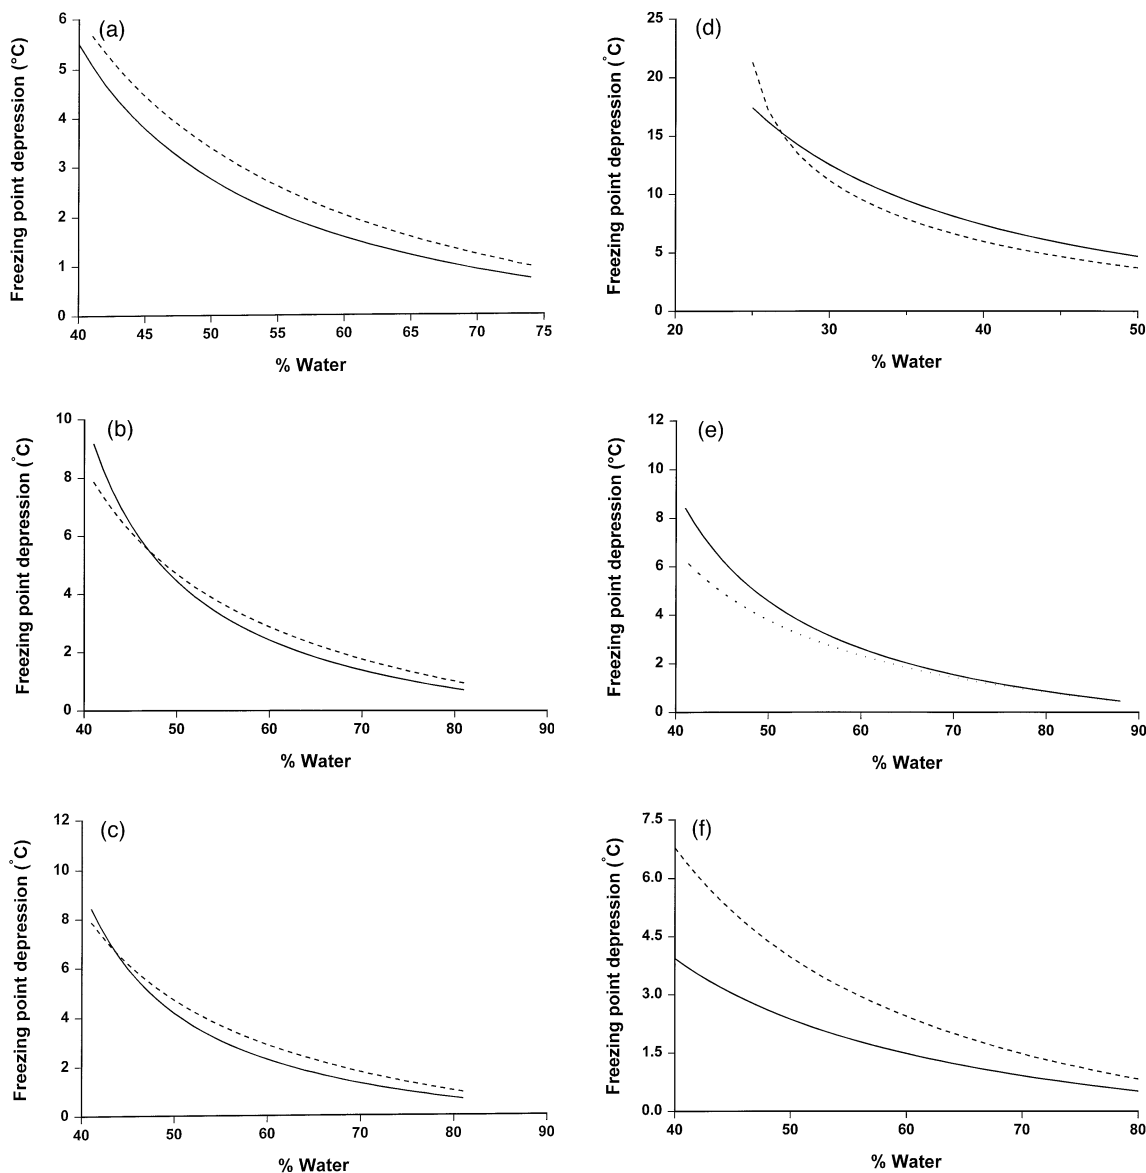 (a)
Freezing point depression (°C)
6
5
4
3
2
1
0
40 45 50 55 60 65 70 75
% Water
(d)
Freezing point depression (°C)
25
20
15
10
5
0
20 30 40 50
% Water
(b)
Freezing point depression (°C)
10
8
6
4
2
0
40 50 60 70 80 90
% Water
(e)
Freezing point depression (°C)
12
10
8
6
4
2
0
40 50 60 70 80 90
% Water
(c)
Freezing point depression (°C)
12
10
8
6
4
2
0
40 50 60 70 80 90
% Water
(f)
Freezing point depression (°C)
7.5
6.0
4.5
3.0
1.5
0.0
40 50 60 70 80
% Water